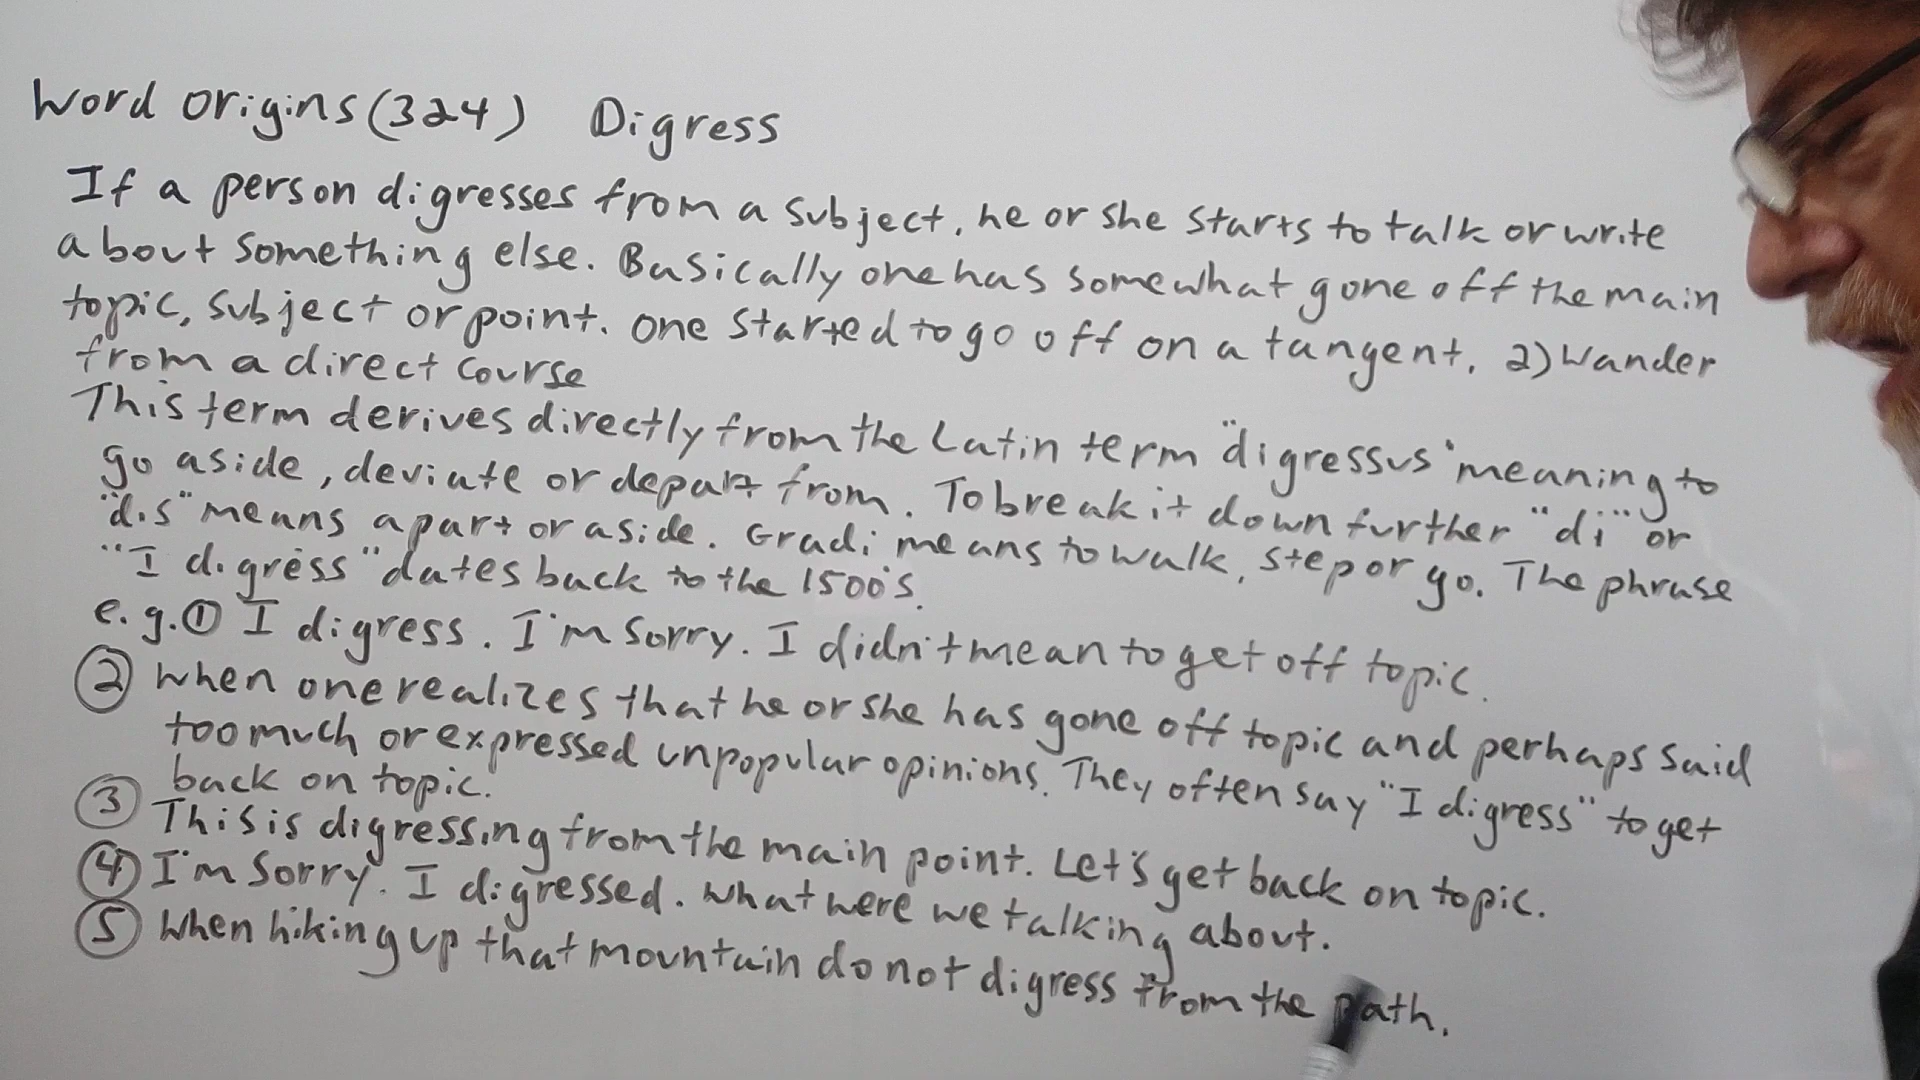 Word Origins (324) Digress
If a person digresses from a subject, he or she starts to talk or write
about something else. Basically one has somewhat gone off the main
topic, subject or point. One started to go off on a tangent. 2) Wander
from a direct course
This term derives directly from the Latin term "digressus" meaning to
go aside, deviate or depart from. To break it down further "di" or
"dis" means apart or aside. Gradi means to walk, step or go. The phrase
"I digress" dates back to the 1500's.
e.g. ① I digress. I'm sorry. I didn't mean to get off topic.
② When one realizes that he or she has gone off topic and perhaps said
too much or expressed unpopular opinions. They often say "I digress" to get
back on topic.
③ This is digressing from the main point. Let's get back on topic.
④ I'm sorry. I digressed. What were we talking about.
⑤ When hiking up that mountain do not digress from the path.